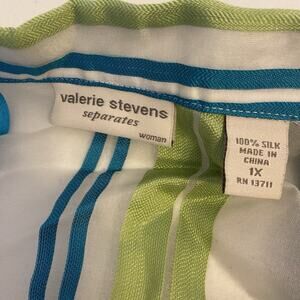 valerie stevens
separates
woman
100% SILK
MADE IN
CHINA
1X
RN 13711